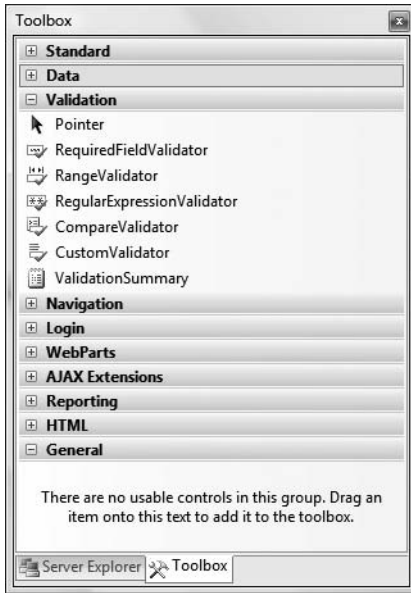 Toolbox
Standard
Data
Validation
Pointer
RequiredFieldValidator
RangeValidator
RegularExpressionValidator
CompareValidator
CustomValidator
ValidationSummary
Navigation
Login
WebParts
AJAX Extensions
Reporting
HTML
General
There are no usable controls in this group. Drag an
item onto this text to add it to the toolbox.
Server Explorer Toolbox